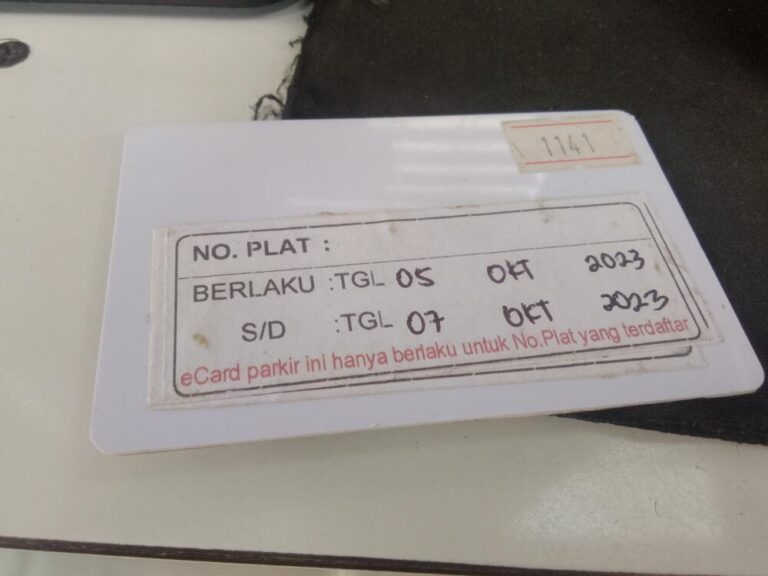 1141
NO. PLAT :
BERLAKU :TGL 05 OKT 2023
S/D :TGL 07 OKT 2023
eCard parkir ini hanya berlaku untuk No.Plat yang terdaftar